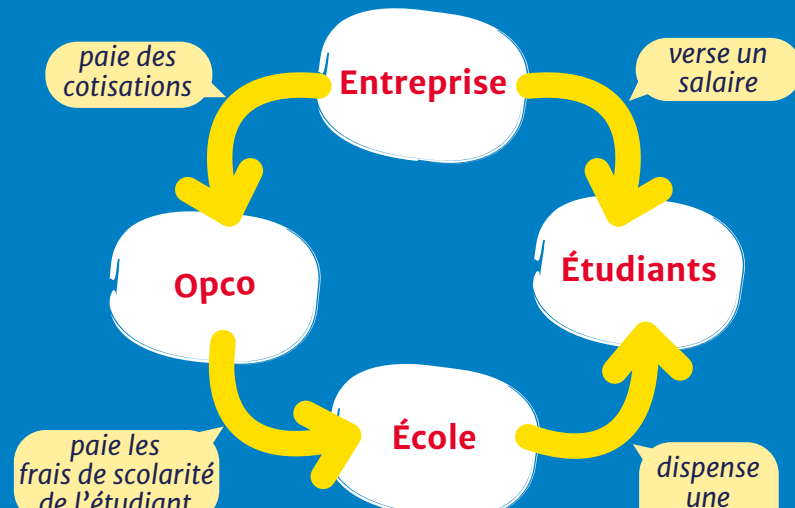 paie des
cotisations
Entreprise
verse un
salaire
Opco
Étudiants
paie les
frais de scolarité
de l'étudiant
École
dispense
une